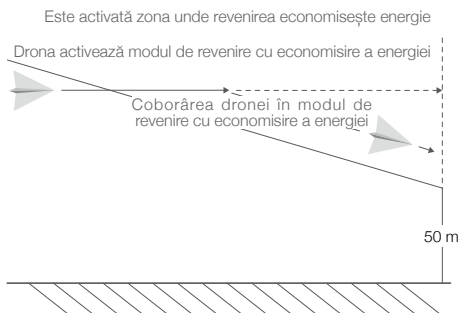 Este activată zona unde revenirea economisește energie
Drona activează modul de revenire cu economisire a energiei
Coborârea dronei în modul de
revenire cu economisire a energiei
50 m